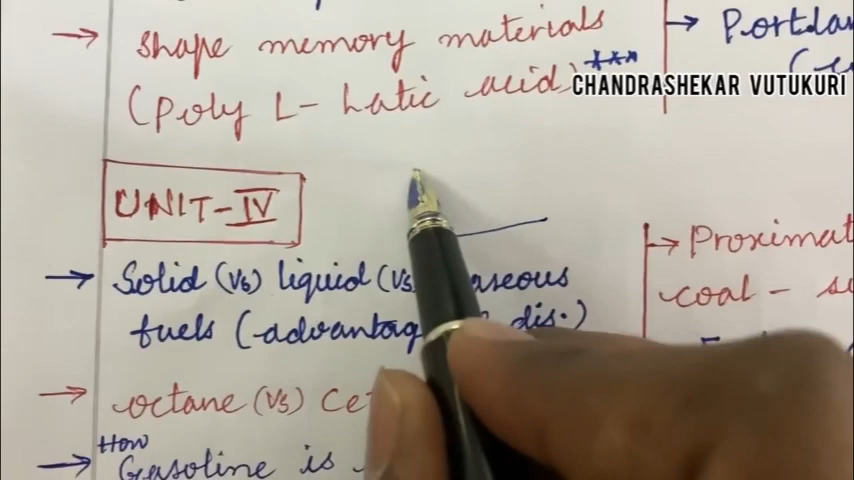 → shape memory materials
(Poly L- Latic acid) ***
CHANDRASHEKAR VUTUKURI
UNIT-IV
→ Solid (Vs) liquid (Vs) gaseous
fuels (advantag dis.)
→ octane (Vs) Ce
How
→ Gasoline is
→ Portla
→ Proximat
coal - s